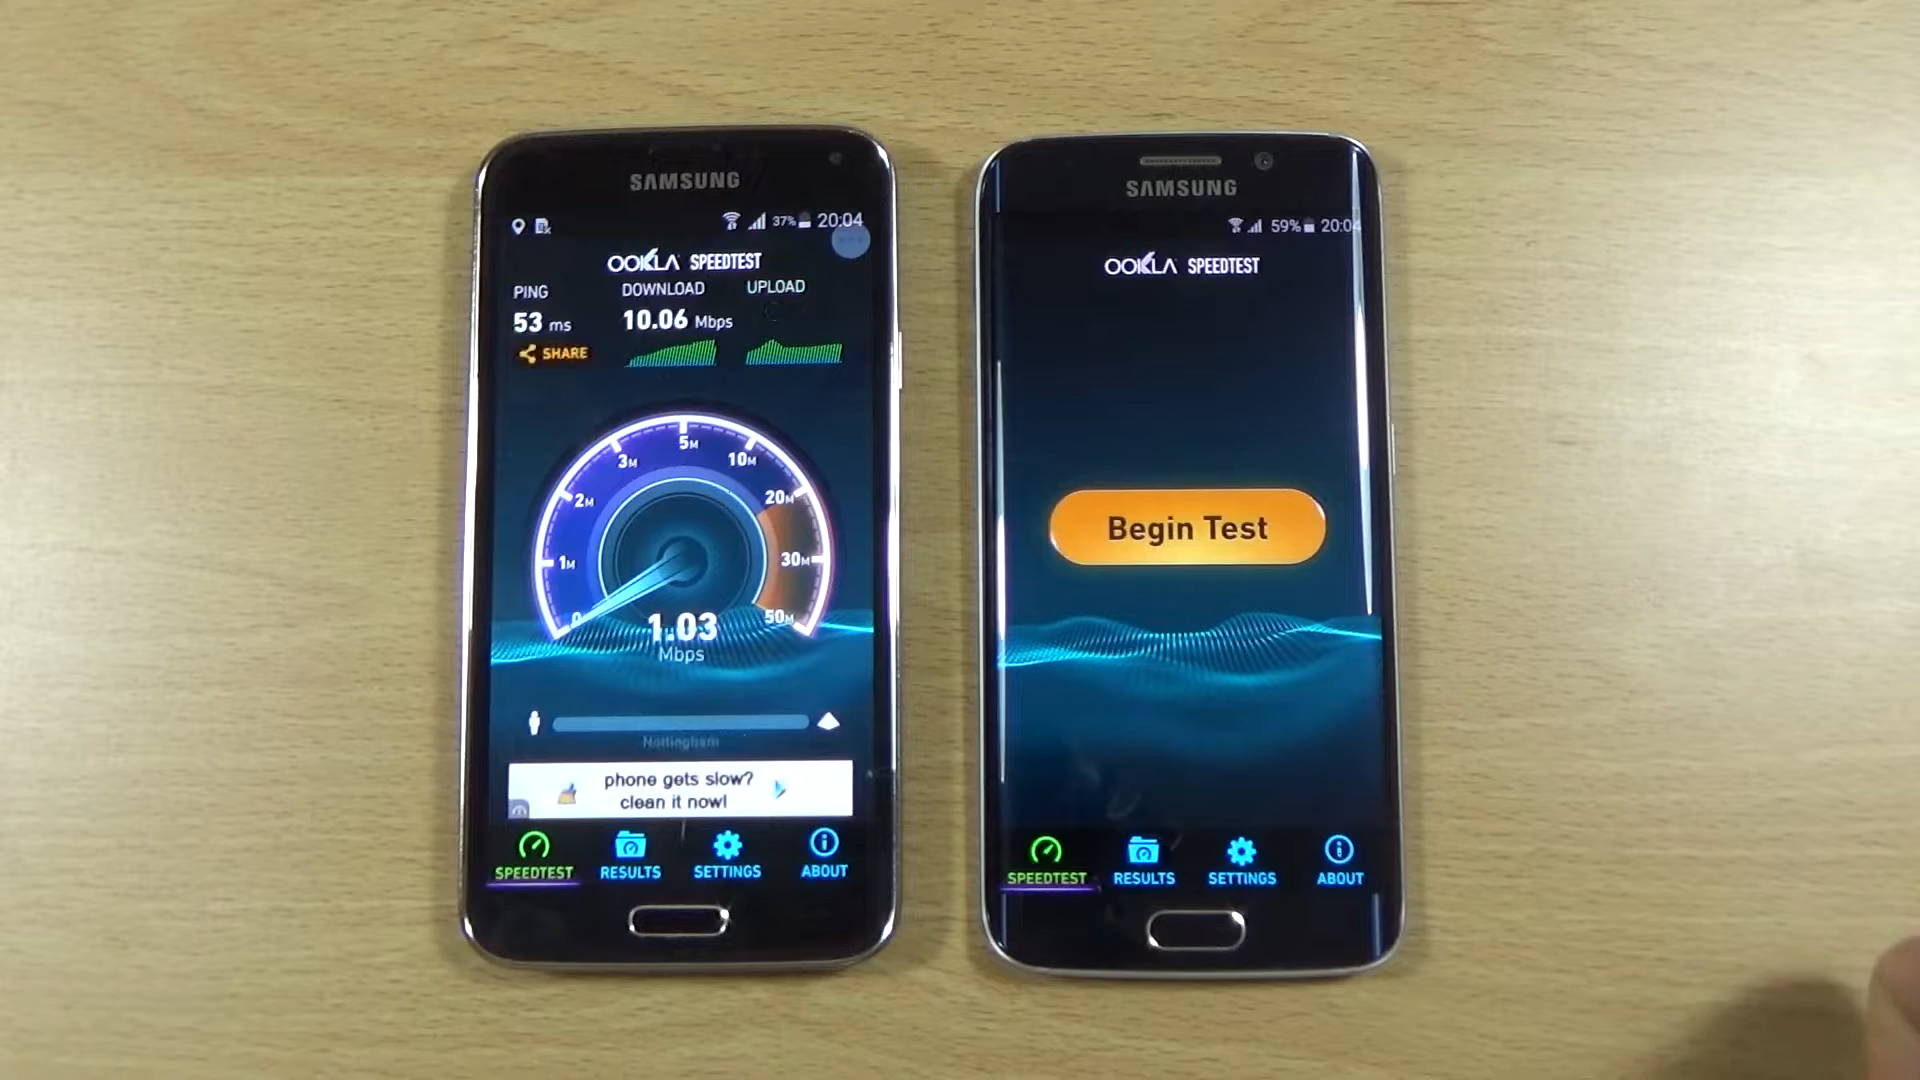 SAMSUNG
37% 20:04
OOKLA SPEEDTEST
PING DOWNLOAD UPLOAD
53 ms 10.06 Mbps
SHARE
5M
3M 10M
2M 20M
1M 30M
0 50M
1.03
Mbps
Nottingham
phone gets slow?
clean it now!
SPEEDTEST RESULTS SETTINGS ABOUT
SAMSUNG
59% 20:04
OOKLA SPEEDTEST
Begin Test
SPEEDTEST RESULTS SETTINGS ABOUT